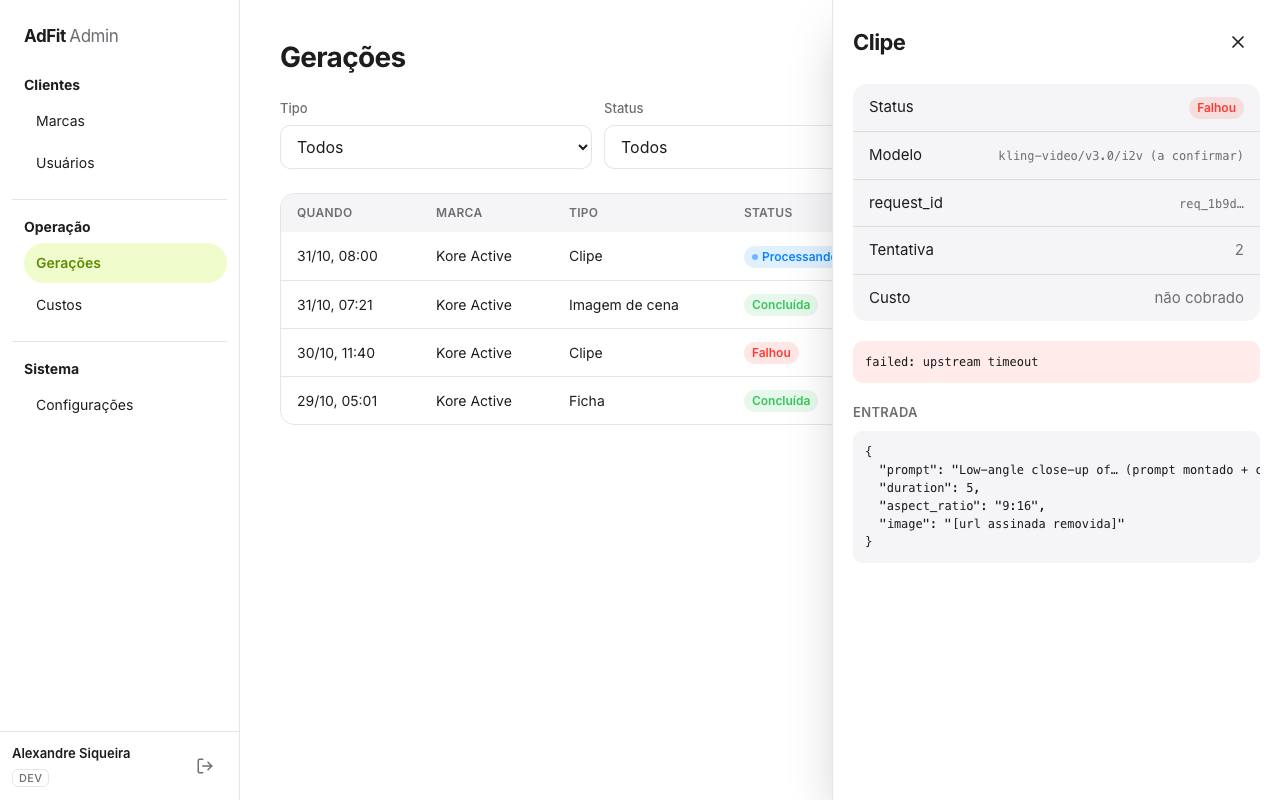 AdFit Admin
Clientes
Marcas
Usuários
Operação
Gerações
Custos
Sistema
Configurações
Alexandre Siqueira
DEV
Gerações
Tipo
Status
Todos
Todos
QUANDO MARCA TIPO STATUS
31/10, 08:00 Kore Active Clipe Processando
31/10, 07:21 Kore Active Imagem de cena Concluída
30/10, 11:40 Kore Active Clipe Falhou
29/10, 05:01 Kore Active Ficha Concluída
Clipe
Status Falhou
Modelo kling-video/v3.0/i2v (a confirmar)
request_id req_1b9d…
Tentativa 2
Custo não cobrado
failed: upstream timeout
ENTRADA
{
"prompt": "Low-angle close-up of… (prompt montado +
"duration": 5,
"aspect_ratio": "9:16",
"image": "[url assinada removida]"
}